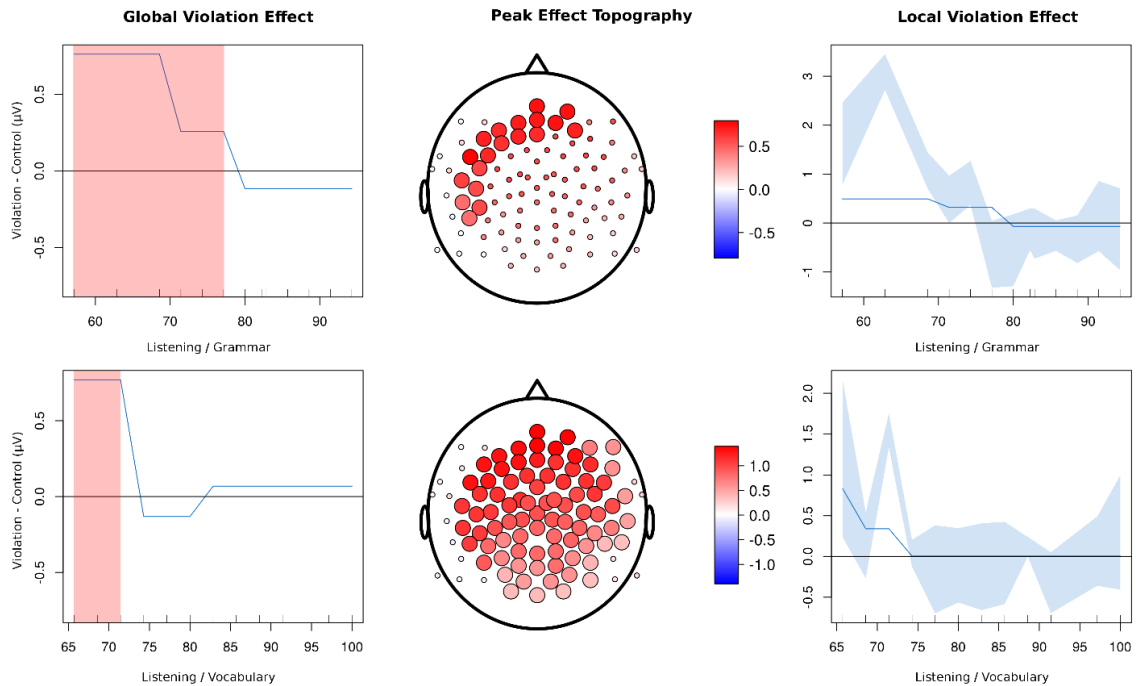 Global Violation Effect
Peak Effect Topography
Local Violation Effect
Violation - Control (µV)
0.5
0.0
-0.5
60 70 80 90
Listening / Grammar
0.5
0.0
-0.5
3
2
1
0
-1
60 70 80 90
Listening / Grammar
Violation - Control (µV)
0.5
0.0
-0.5
65 70 75 80 85 90 95 100
Listening / Vocabulary
1.0
0.5
0.0
-0.5
-1.0
2.0
1.5
1.0
0.5
0.0
-0.5
65 70 75 80 85 90 95 100
Listening / Vocabulary